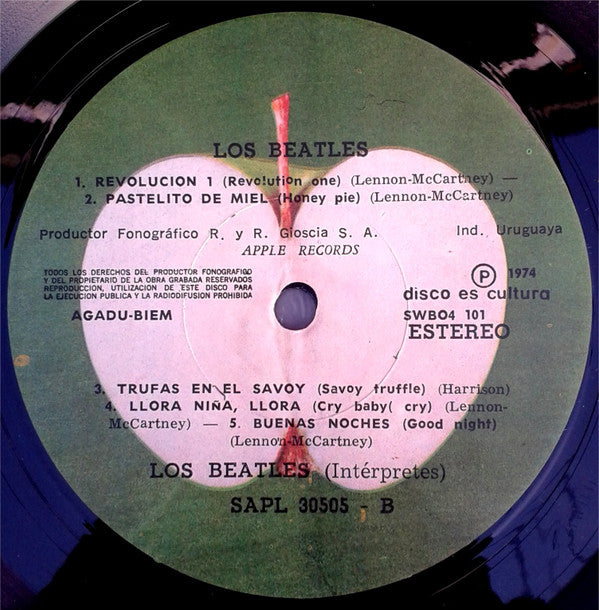 LOS BEATLES
1. REVOLUCION 1 (Revolution one) (Lennon-McCartney) —
2. PASTELITO DE MIEL (Honey pie) (Lennon-McCartney)
Productor Fonográfico R. y R. Gioscia S. A. Ind. Uruguaya
APPLE RECORDS
TODOS LOS DERECHOS DEL PRODUCTOR FONOGRAFICO
Y DEL PROPIETARIO DE LA OBRA GRABADA RESERVADOS
REPRODUCCION, UTILIZACION DE ESTE DISCO PARA
LA EJECUCION PUBLICA Y LA RADIODIFUSION PROHIBIDA
AGADU-BIEM
Ⓟ 1974
disco es cultura
SWBO4 101
ESTEREO
3. TRUFAS EN EL SAVOY (Savoy truffle) (Harrison)
4. LLORA NIÑA, LLORA (Cry baby( cry) (Lennon-
McCartney) — 5. BUENAS NOCHES (Good night)
(Lennon-McCartney)
LOS BEATLES (Intérpretes)
SAPL 30505 - B